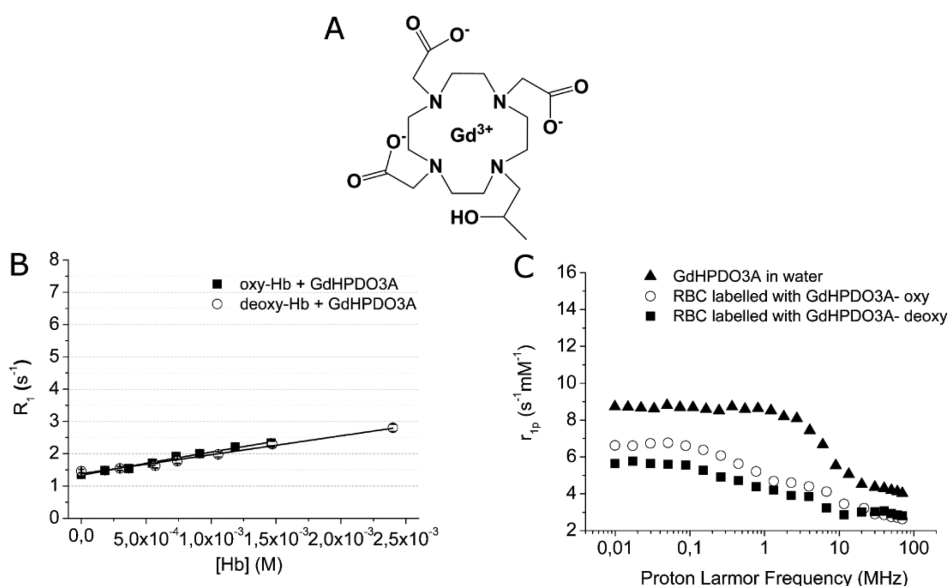 A
O
O-
O
N
N
O-
Gd³⁺
O-
N
N
O
HO
B
8
7
6
5
4
3
2
1
0
R₁ (s⁻¹)
oxy-Hb + GdHPDO3A
deoxy-Hb + GdHPDO3A
0,0
5,0x10⁻⁴
1,0x10⁻³
1,5x10⁻³
2,0x10⁻³
2,5x10⁻³
[Hb] (M)
C
16
14
12
10
8
6
4
2
r₁ₚ (s⁻¹mM⁻¹)
GdHPDO3A in water
RBC labelled with GdHPDO3A- oxy
RBC labelled with GdHPDO3A- deoxy
0,01
0,1
1
10
100
Proton Larmor Frequency (MHz)